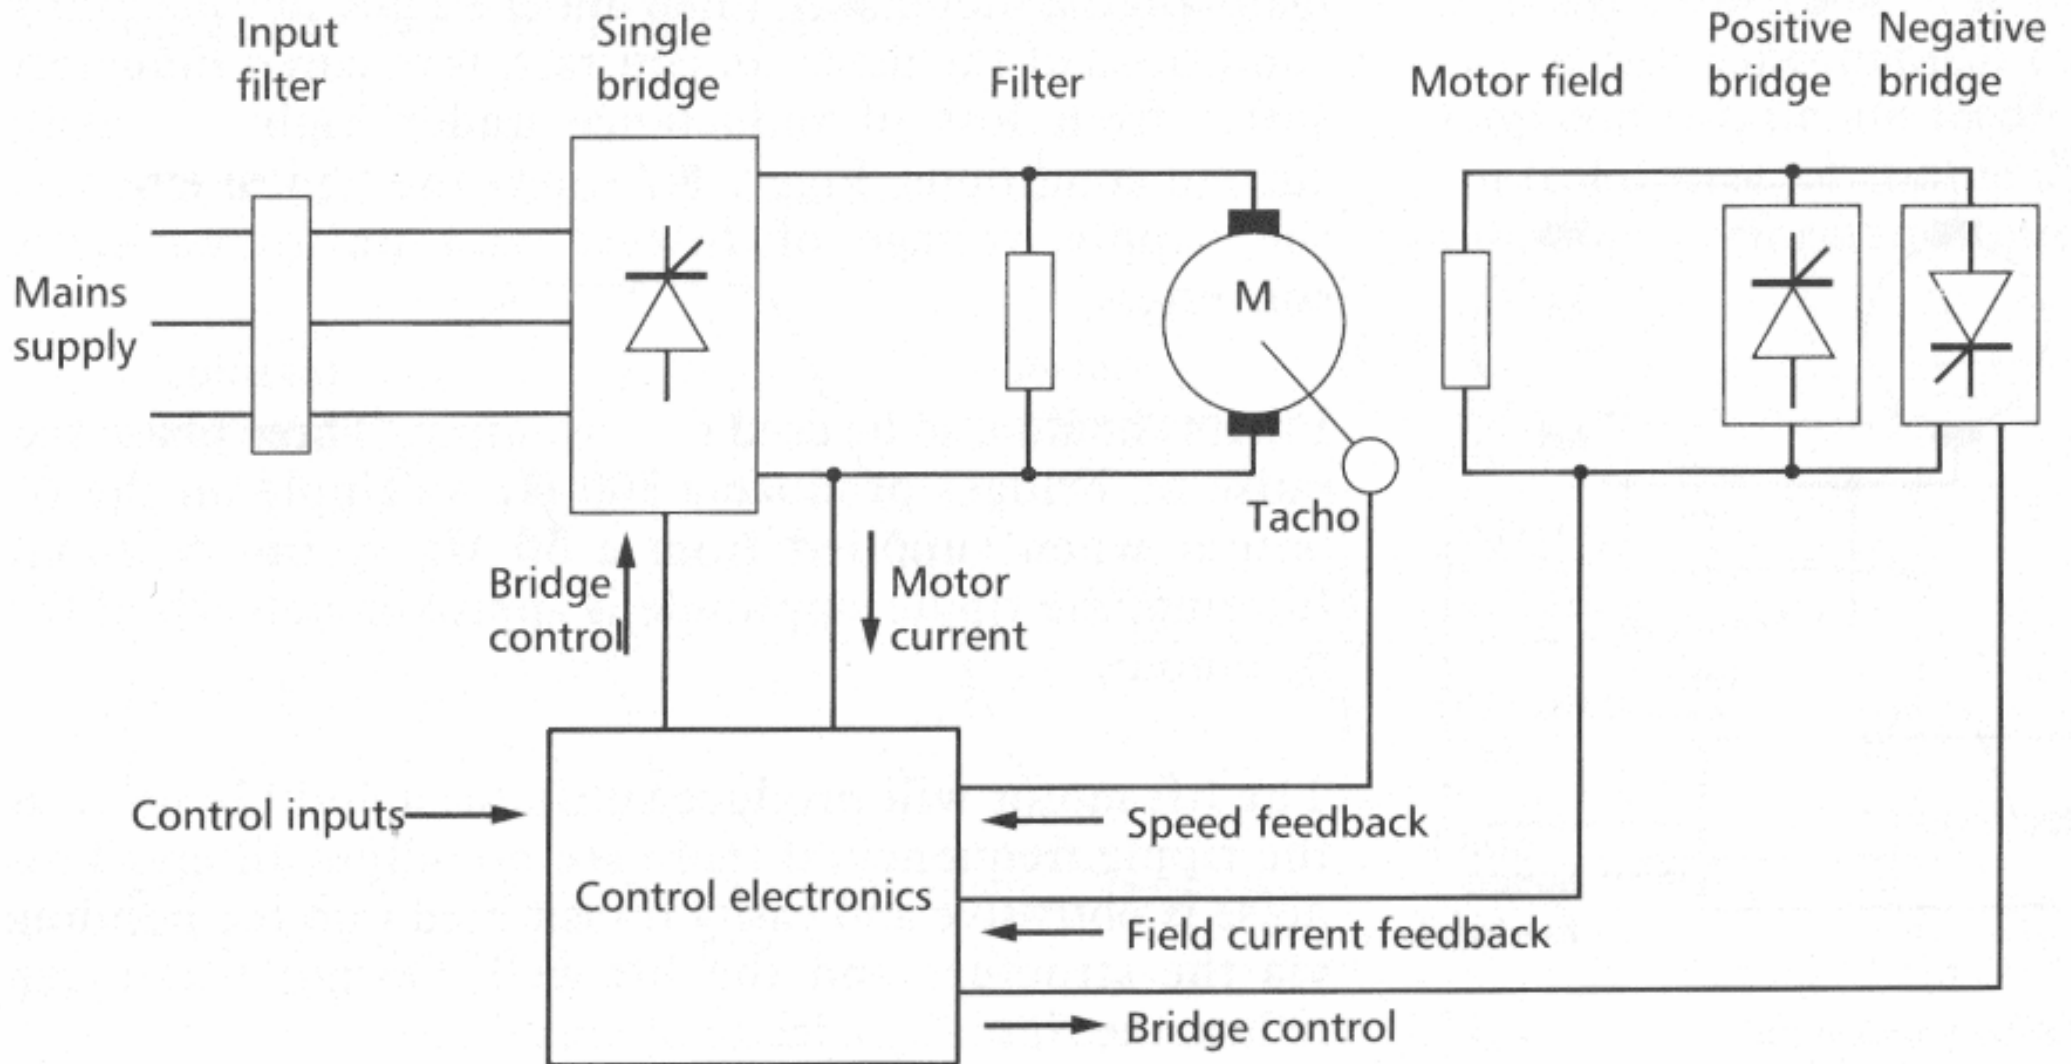 Input
filter
Single
bridge
Filter
Motor field
Positive
bridge
Negative
bridge
Mains
supply
M
Tacho
Bridge
control
Motor
current
Control inputs
Control electronics
Speed feedback
Field current feedback
Bridge control